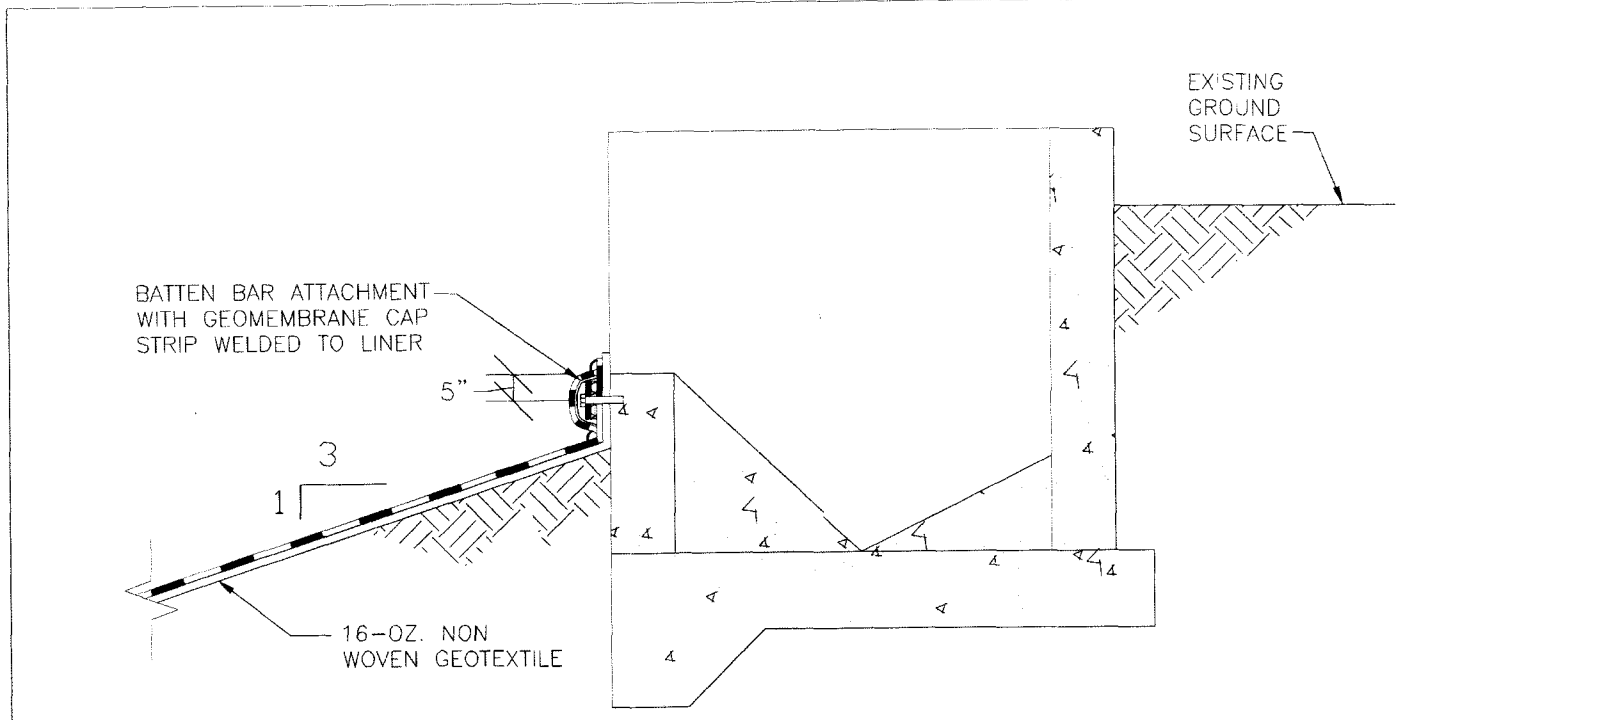 EXISTING
GROUND
SURFACE
BATTEN BAR ATTACHMENT
WITH GEOMEMBRANE CAP
STRIP WELDED TO LINER
5"
3
1
16-OZ. NON
WOVEN GEOTEXTILE